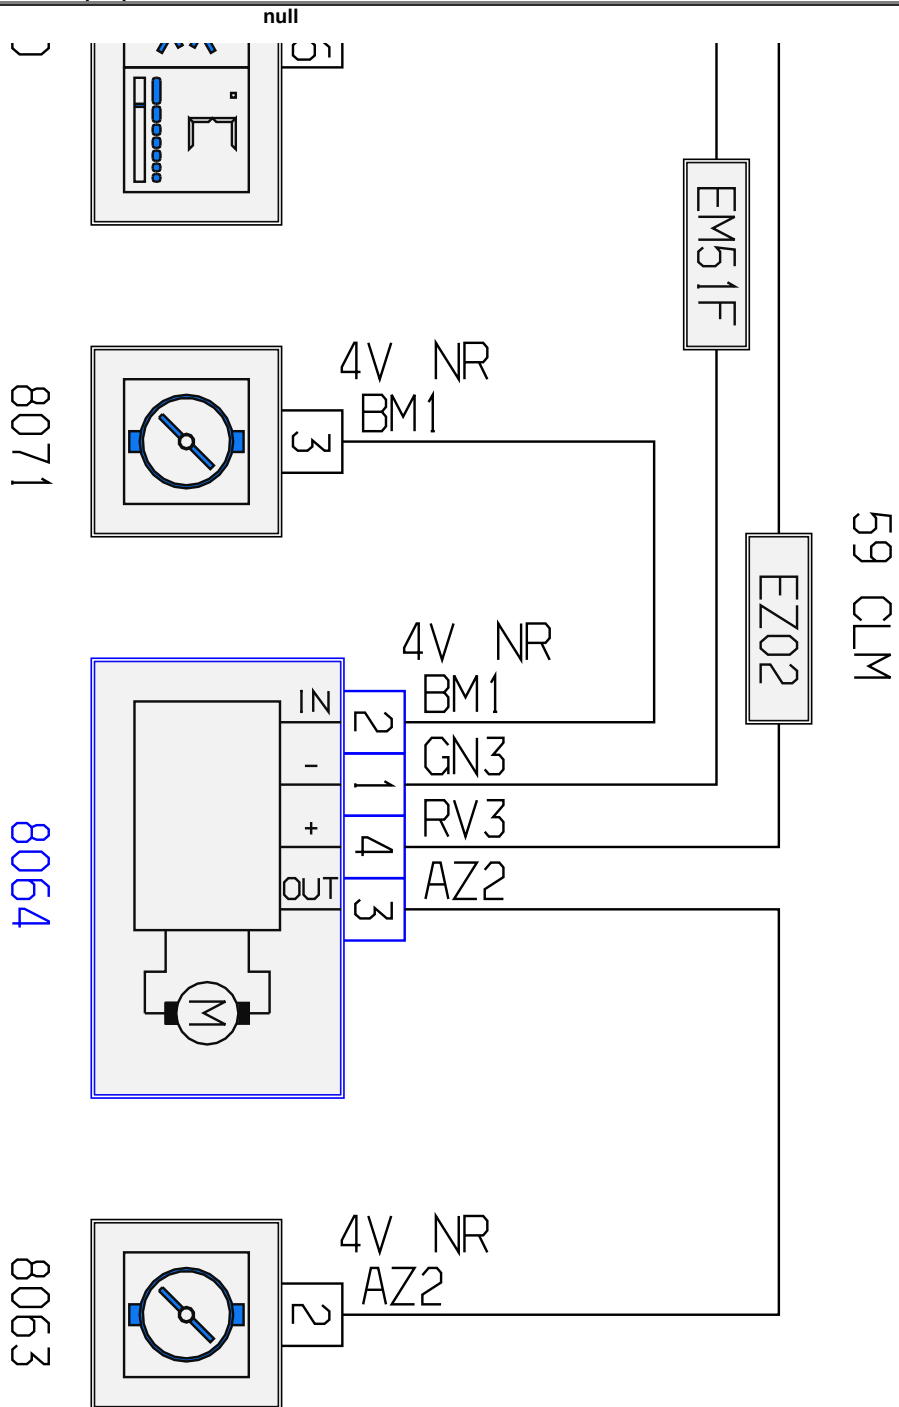 null
EM51F
4V NR
BM1
8071
3
59 CLM
EZ02
4V NR
BM1
IN
2
GN3
-
1
RV3
+
4
8064
AZ2
OUT
3
M
4V NR
AZ2
8063
2